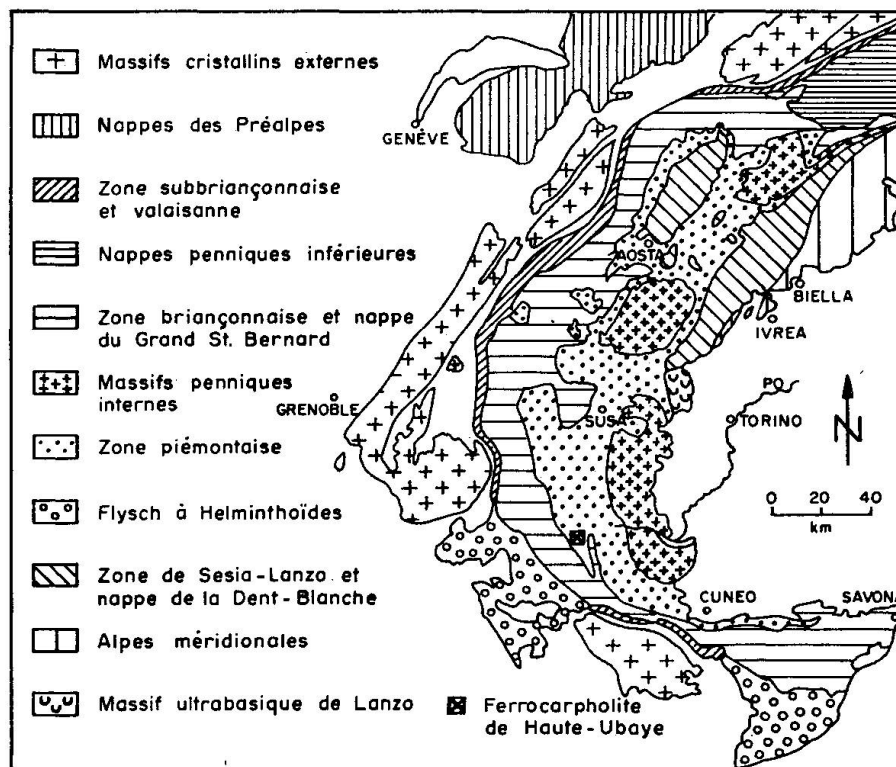 Massifs cristallins externes
Nappes des Préalpes
Zone subbriançonnaise
et valaisanne
Nappes penniques inférieures
Zone briançonnaise et nappe
du Grand St. Bernard
Massifs penniques
internes
Zone piémontaise
Flysch à Helminthoïdes
Zone de Sesia-Lanzo et
nappe de la Dent-Blanche
Alpes méridionales
Massif ultrabasique de Lanzo
Ferrocarpholite
de Haute-Ubaye
GENÉVE
AOSTA
BIELLA
IVREA
GRENOBLE
SUSA
PO
TORINO
N
0 20 40
km
CUNEO
SAVONA